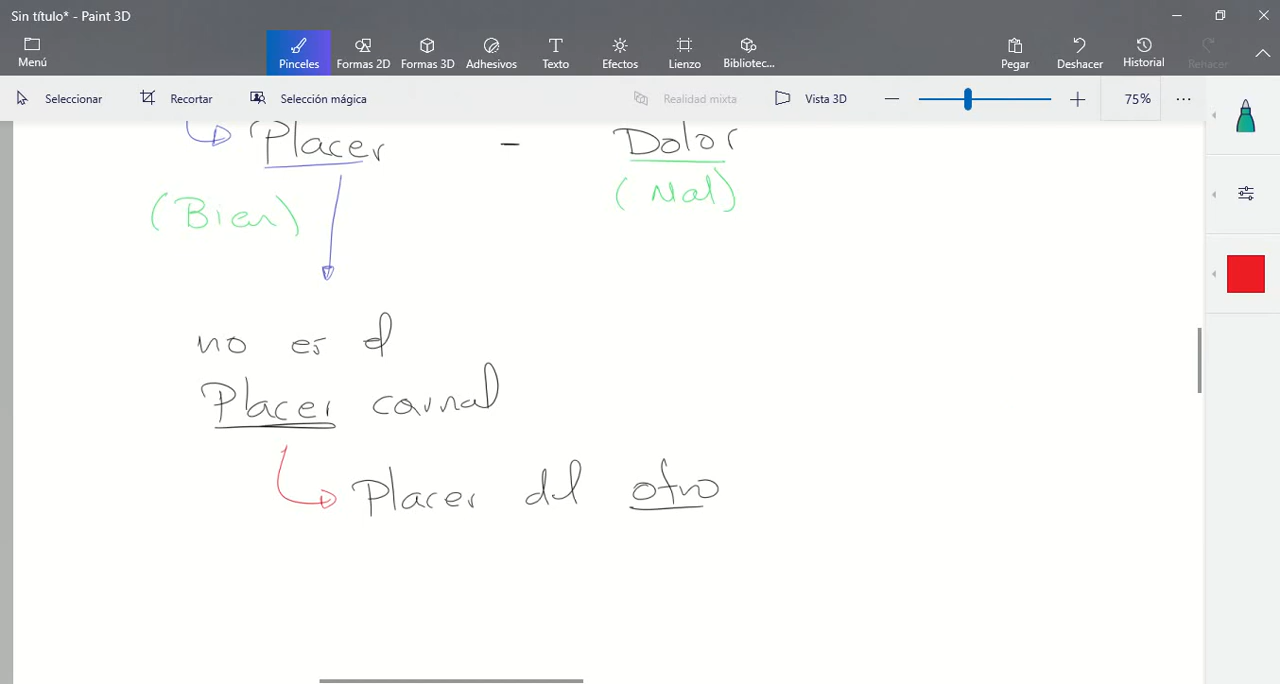 Sin título* - Paint 3D
Menú
Pinceles
Formas 2D
Formas 3D
Adhesivos
Texto
Efectos
Lienzo
Bibliotec...
Pegar
Deshacer
Historial
Rehacer
Seleccionar
Recortar
Selección mágica
Realidad mixta
Vista 3D
75%
Placer - Dolor
(Bien) (Mal)
no es el
Placer carnal
Placer del otro